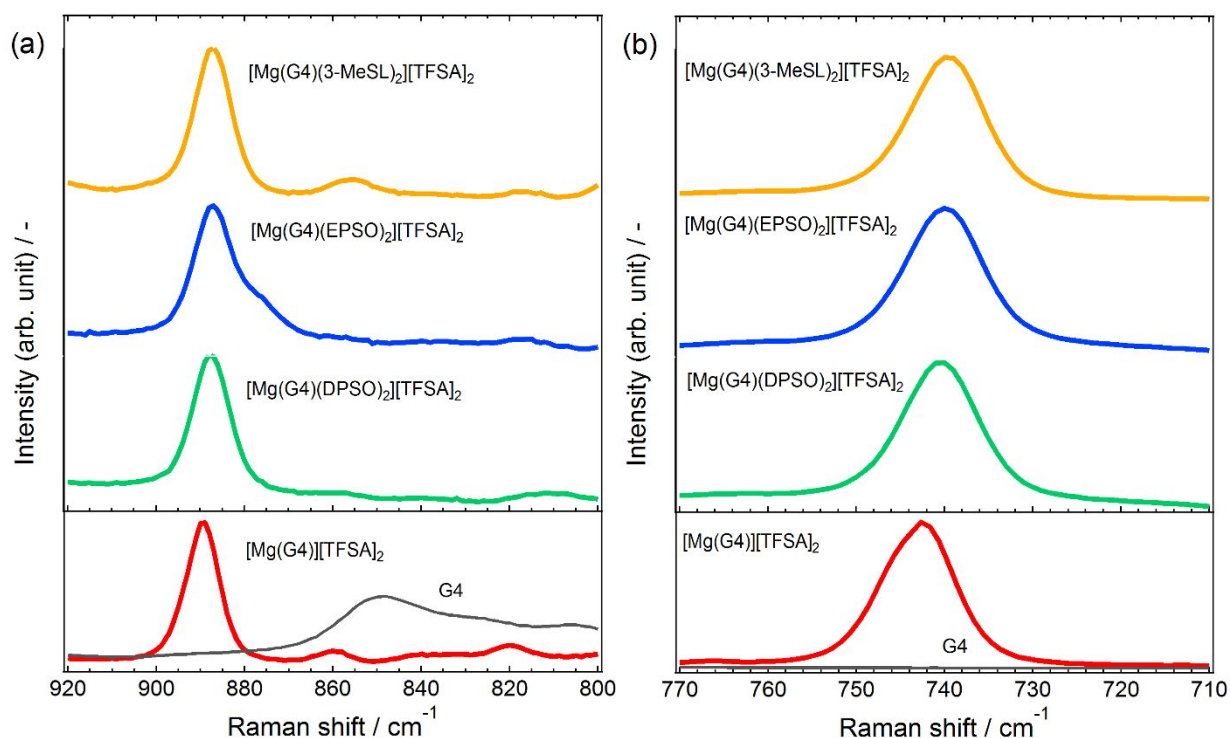 (a)
[Mg(G4)(3-MeSL)₂][TFSA]₂
[Mg(G4)(EPSO)₂][TFSA]₂
[Mg(G4)(DPSO)₂][TFSA]₂
[Mg(G4)][TFSA]₂
G4
Intensity (arb. unit) / -
920 900 880 860 840 820 800
Raman shift / cm⁻¹
(b)
[Mg(G4)(3-MeSL)₂][TFSA]₂
[Mg(G4)(EPSO)₂][TFSA]₂
[Mg(G4)(DPSO)₂][TFSA]₂
[Mg(G4)][TFSA]₂
G4
Intensity (arb. unit) / -
770 760 750 740 730 720 710
Raman shift / cm⁻¹